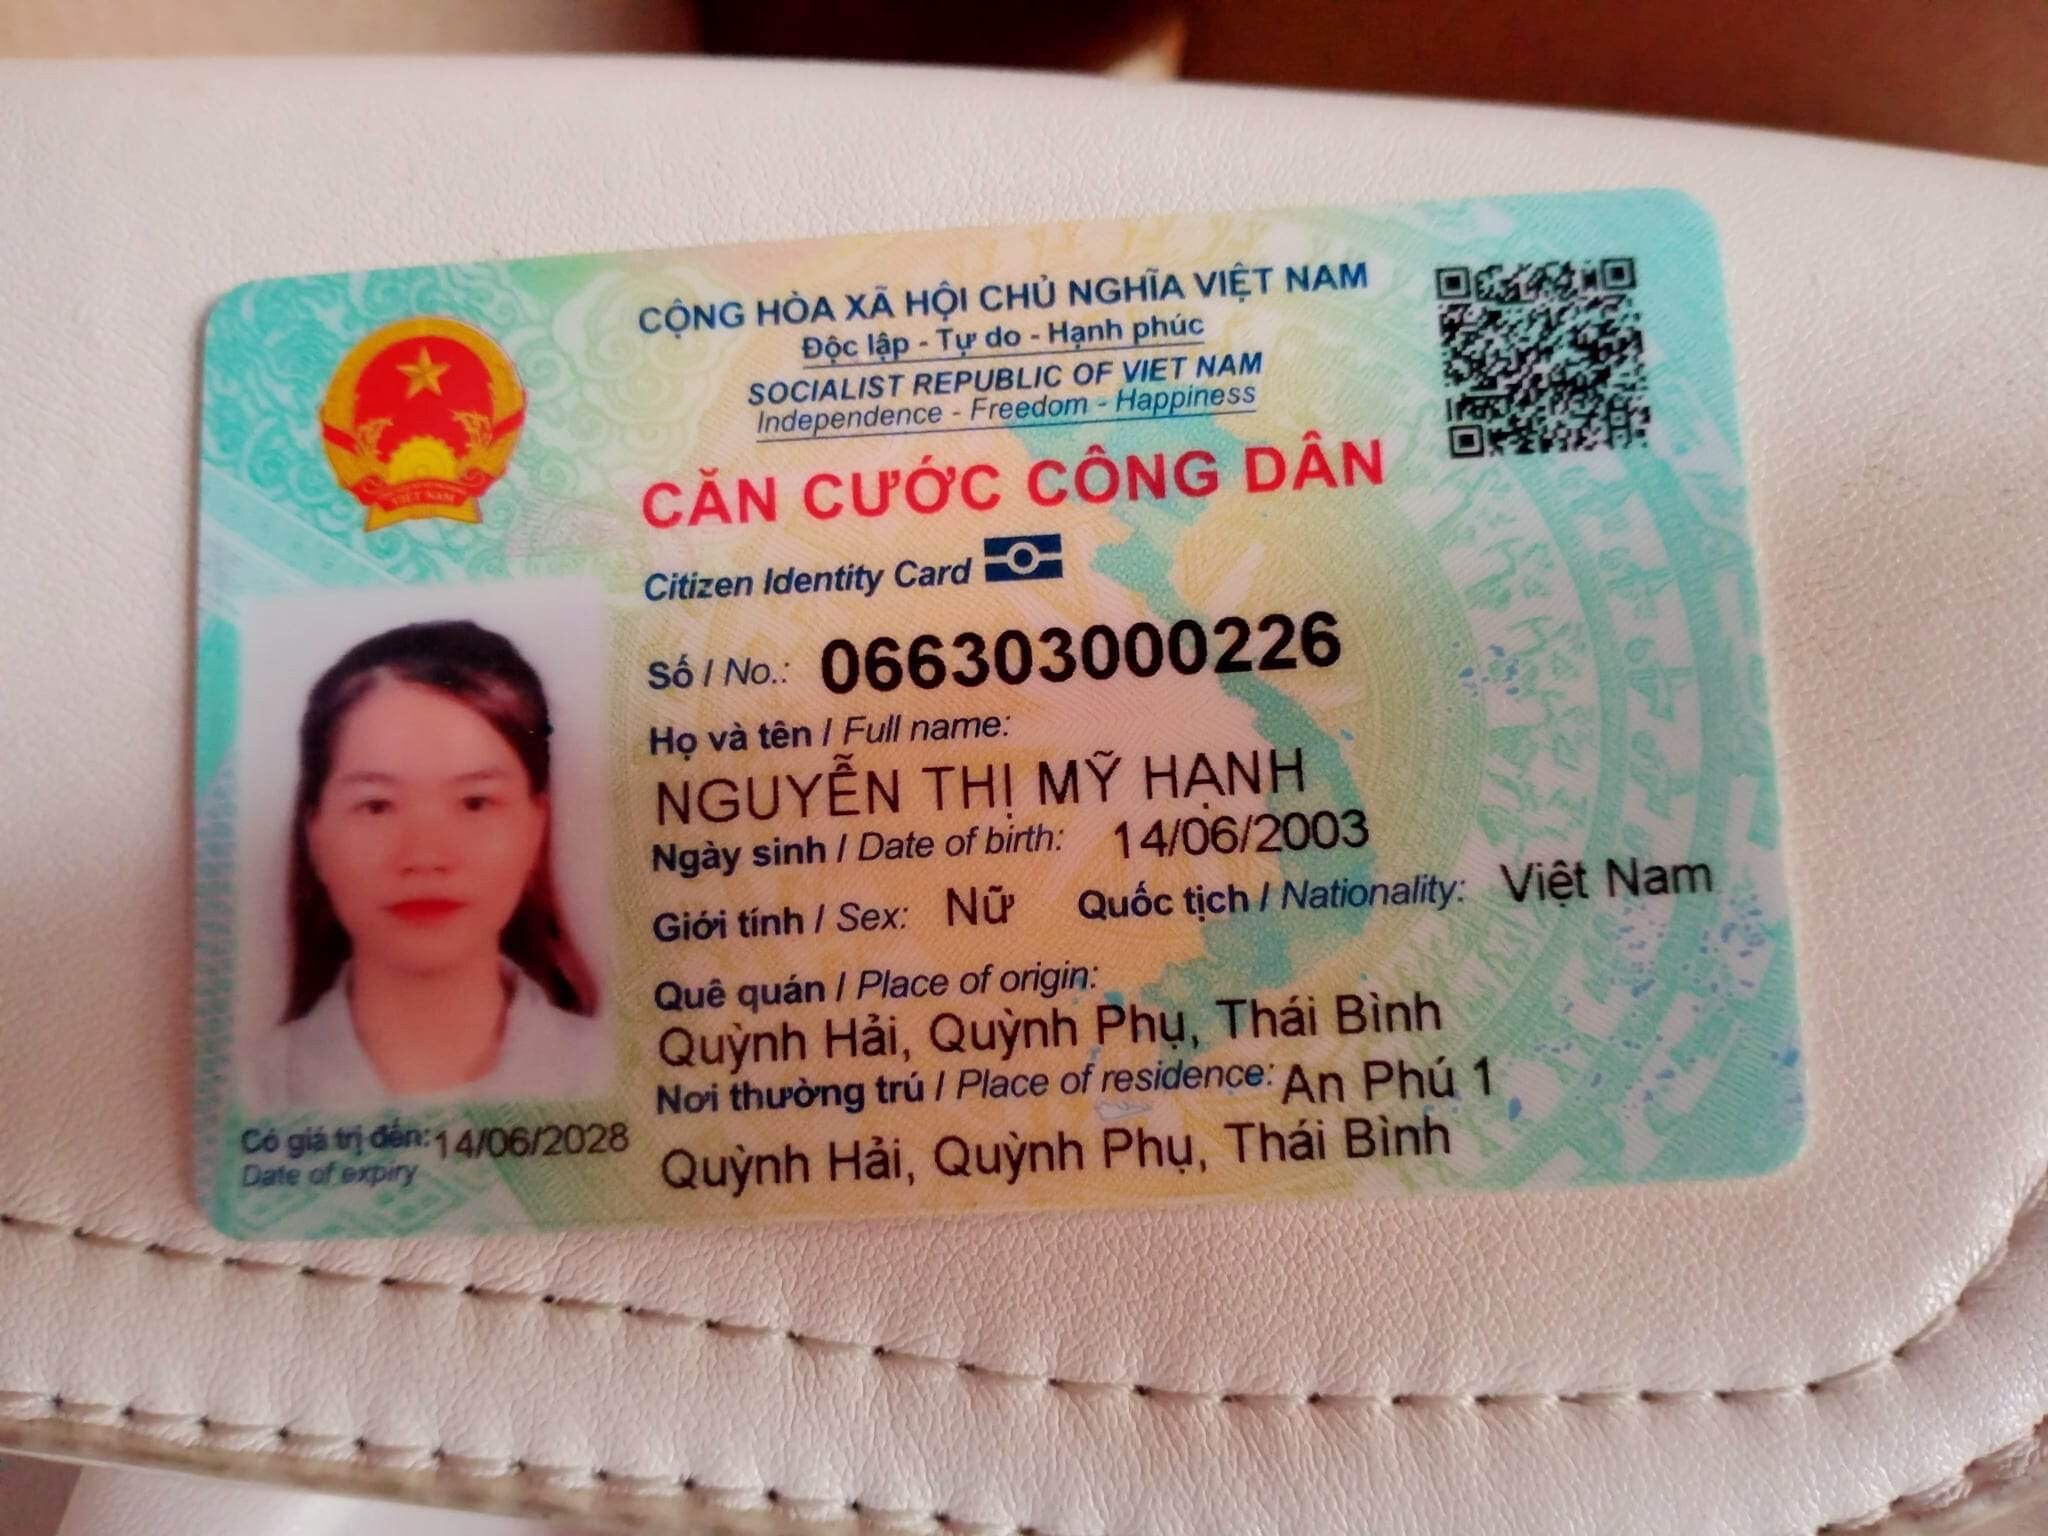 CỘNG HÒA XÃ HỘI CHỦ NGHĨA VIỆT NAM
Độc lập - Tự do - Hạnh phúc
SOCIALIST REPUBLIC OF VIET NAM
Independence - Freedom - Happiness
CĂN CƯỚC CÔNG DÂN
Citizen Identity Card
VIỆT NAM
Số / No.: 066303000226
Họ và tên / Full name:
NGUYỄN THỊ MỸ HẠNH
Ngày sinh / Date of birth: 14/06/2003
Giới tính / Sex: Nữ Quốc tịch / Nationality: Việt Nam
Quê quán / Place of origin:
Quỳnh Hải, Quỳnh Phụ, Thái Bình
Nơi thường trú / Place of residence: An Phú 1
Quỳnh Hải, Quỳnh Phụ, Thái Bình
Có giá trị đến: 14/06/2028
Date of expiry